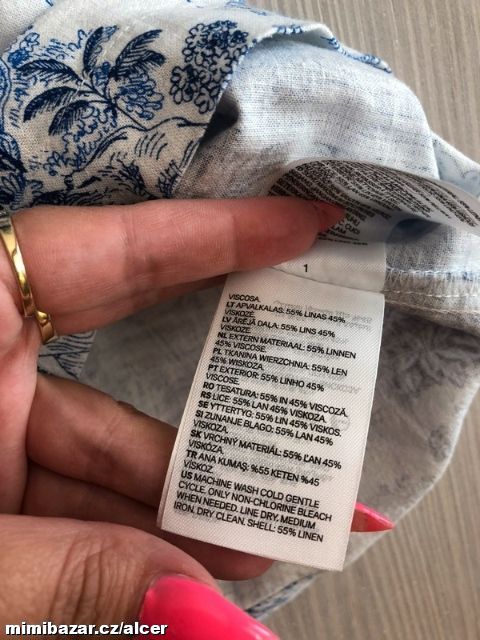 CUCI
1
VISCOSA.
LT APVALKALAS: 55% LINAS 45%
VISKOZĖ.
LV ĀRĒJĀ DAĻA: 55% LINS 45%
VISKOZE.
NL EXTERN MATERIAAL: 55% LINNEN
45% VISCOSE.
PL TKANINA WIERZCHNIA: 55% LEN
45% WISKOZA
PT EXTERIOR: 55% LINHO 45%
VISCOSE.
RO ȚESATURA: 55% IN 45% VISCOZĂ.
RS LICE: 55% LAN 45% VISKOZA.
SE YTTERTYG: 55% LIN 45% VISKOS.
SI ZUNANJE BLAGO: 55% LAN 45%
VISKOZA.
SK VRCHNÝ MATERIÁL: 55% ĽAN 45%
VISKÓZA.
TR ANA KUMAŞ: %55 KETEN %45
VİSKOZ.
US MACHINE WASH COLD GENTLE
CYCLE. ONLY NON-CHLORINE BLEACH
WHEN NEEDED. LINE DRY. MEDIUM
IRON. DRY CLEAN. SHELL: 55% LINEN
mimibazar.cz/alcer